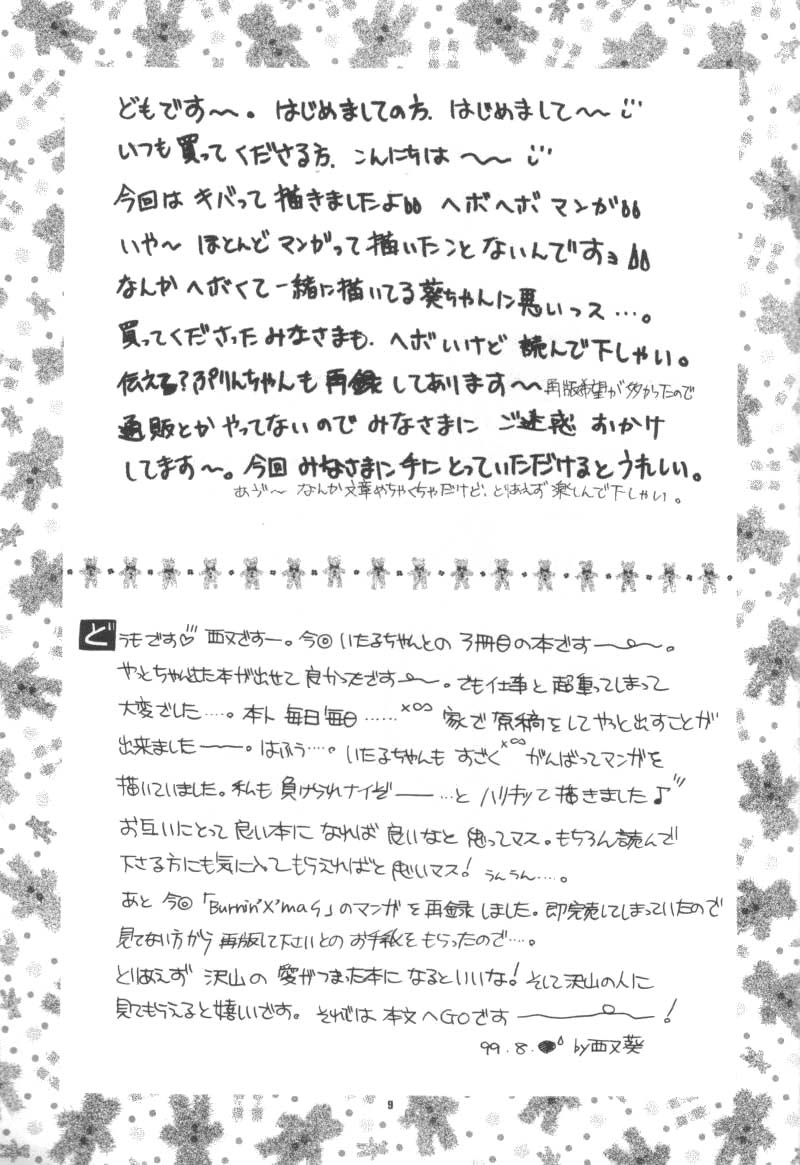 どもです〜。はじめましての方、はじめまして〜〜
いつも買ってくださる方、こんにちは〜〜
今回はキバって描きましたよ ヘボヘボマンガ
いや〜 ほとんどマンガって描いたことないんですョ
なんかヘボくて一緒に描いてる葵ちゃんに悪いっス…。
買ってくださったみなさまも、ヘボいけど 読んで下しゃい。
伝える?ぷりんちゃんも再録してあります〜 再版希望が多かったので
通販とかやってないのでみなさまに ご迷惑 おかけ
してます〜。今回みなさまに手にとっていただけるとうれしい。
あぅ〜 なんか文章めちゃくちゃだけど、とりあえず楽しんで下しゃい。
どうもです♡ 西又ですー。今回いたるちゃんとの 3冊目の本です――。
やっとちゃんとした本が出せて良かったです――。でも仕事と超重ってしまって
大変でした…。本人毎日毎日……×∞ 家で原稿をしてやっと出すことが
出来ました――。はふぅ…。いたるちゃんも すごく×∞ がんばってマンガを
描いていました。私も負けられナイぞ――…とハリキッて描きました♪
お互いにとって良い本になれば良いなと思ってマス。もちろん読んで
下さる方にも気に入ってもらえればと思いマス! うんうん…。
あと今回「Burnin'X'mas」のマンガを再録しました。即完売してしまっていたので
見てない方から再版して下さいとのお手紙をもらったので…。
とりあえず 沢山の愛がつまった本になるといいな! そして沢山の人に
見てもらえると嬉しいです。それでは本文へGOです――!
99.8. by西又葵
9